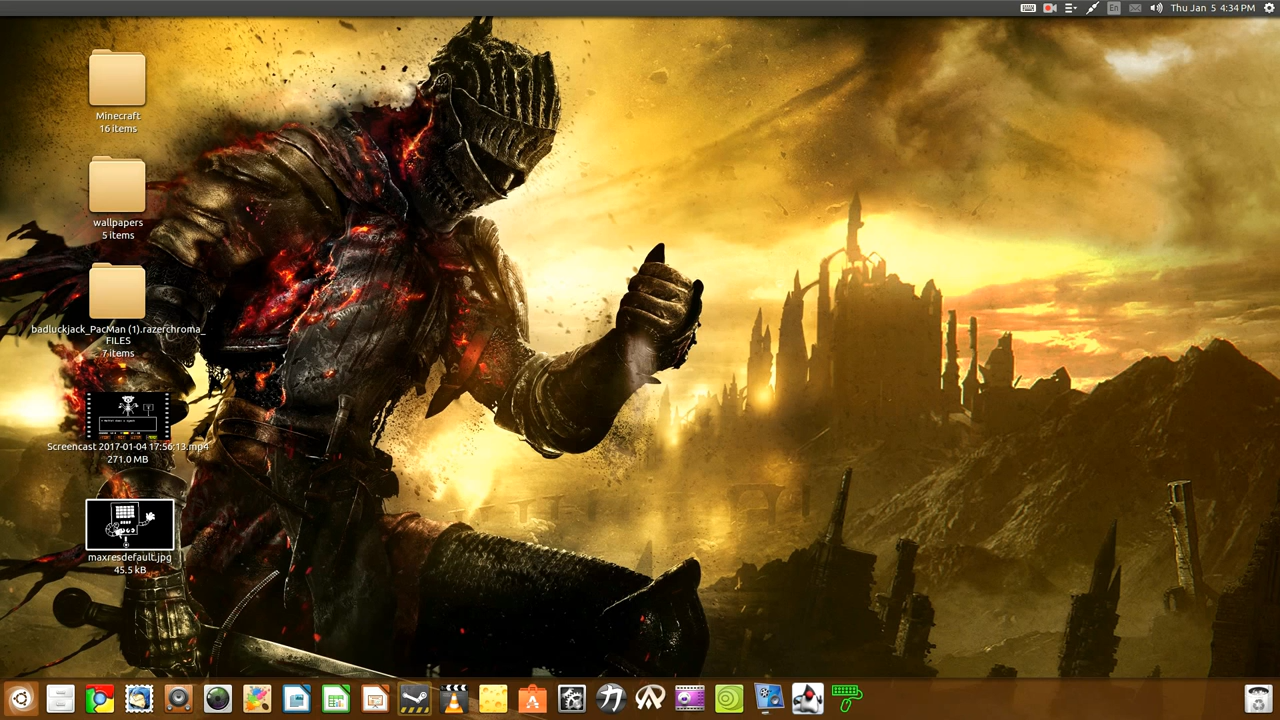 En
Thu Jan 5 4:34 PM
Minecraft
16 items
wallpapers
5 items
badluckjack_PacMan (1).razerchroma_
FILES
7 items
Screencast 2017-01-04 17:56:13.mp4
271.0 MB
maxresdefault.jpg
45.5 kB